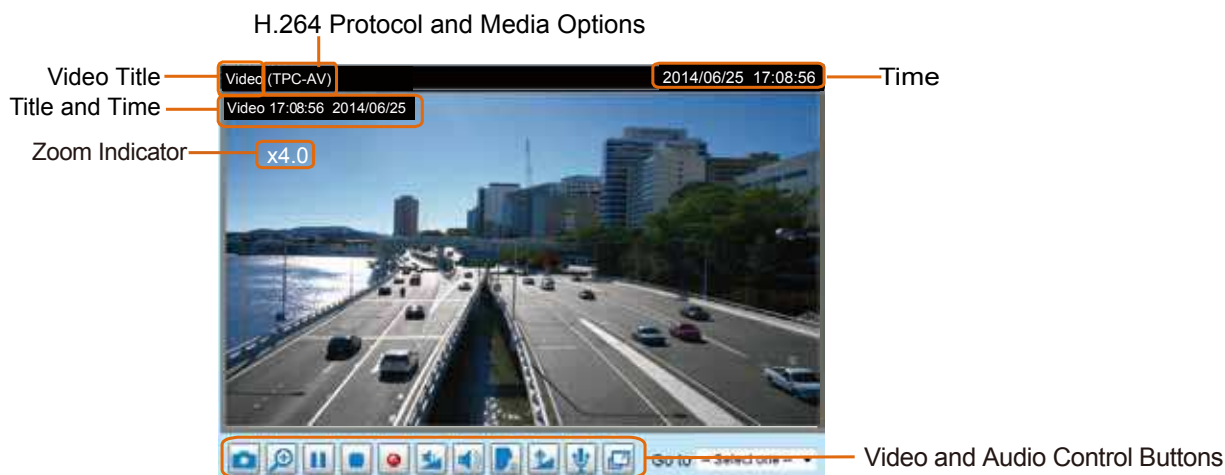 H.264 Protocol and Media Options
Video Title
Video (TPC-AV)
2014/06/25 17:08:56
Time
Title and Time
Video 17:08:56 2014/06/25
Zoom Indicator
x4.0
Go to -- Select one --
Video and Audio Control Buttons